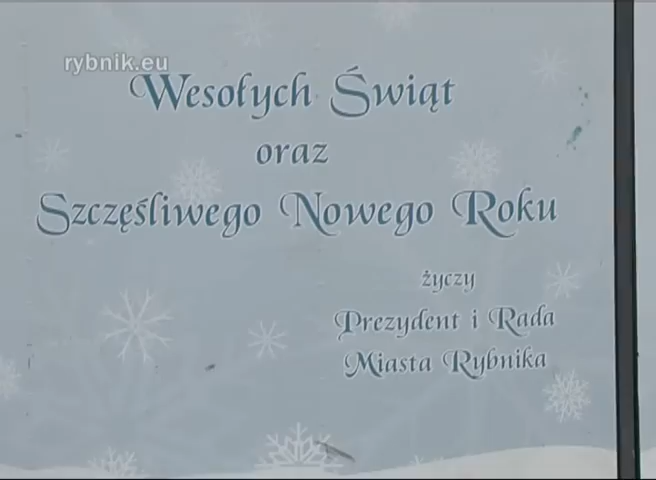 rybnik.eu
Wesołych Świąt
oraz
Szczęśliwego Nowego Roku
życzy
Prezydent i Rada
Miasta Rybnika